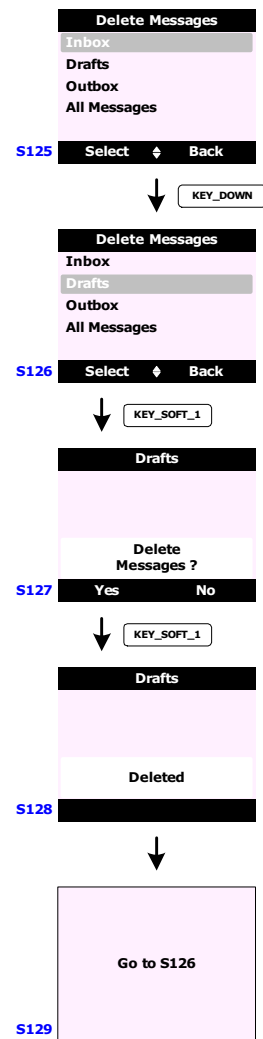 Delete Messages
Inbox
Drafts
Outbox
All Messages
S125 Select Back
KEY_DOWN
Delete Messages
Inbox
Drafts
Outbox
All Messages
S126 Select Back
KEY_SOFT_1
Drafts
Delete
Messages ?
S127 Yes No
KEY_SOFT_1
Drafts
Deleted
S128
Go to S126
S129